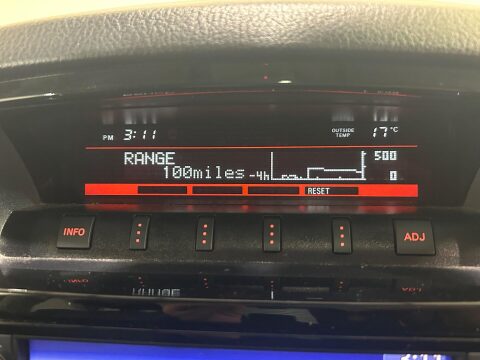 PM 3:11 OUTSIDE TEMP 17°C
RANGE 500
100miles -4h 0
RESET
INFO ADJ